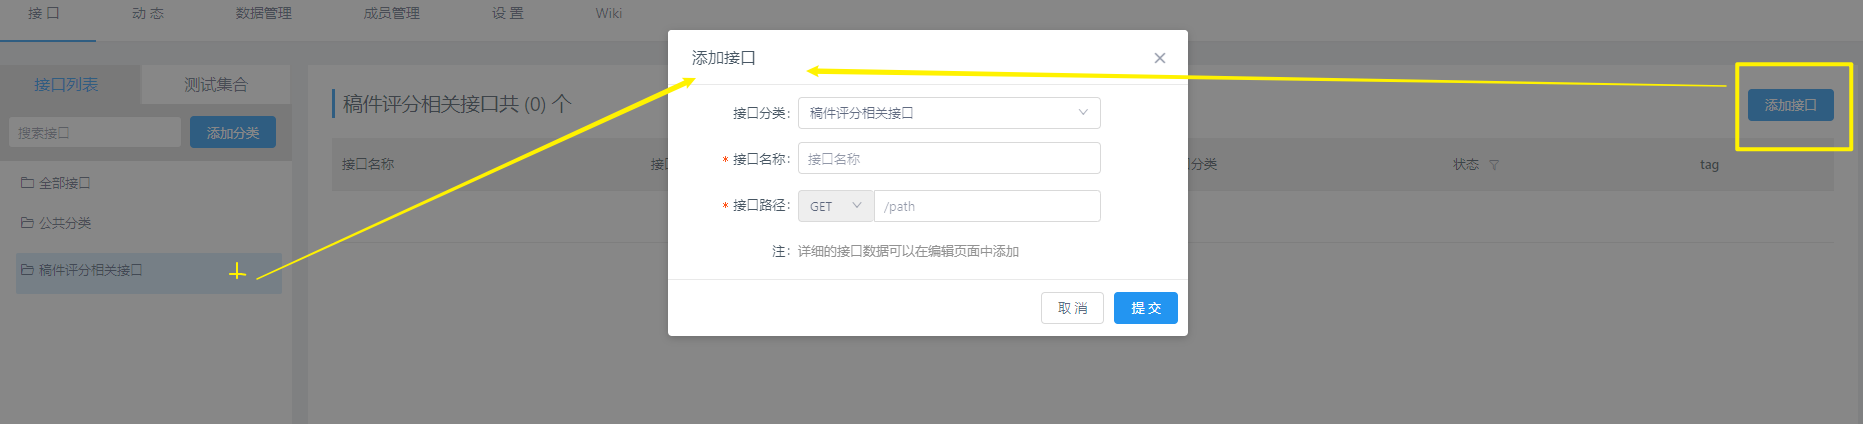 接 口
动 态
数据管理
成员管理
设 置
Wiki
接口列表
测试集合
搜索接口
添加分类
全部接口
公共分类
稿件评分相关接口
稿件评分相关接口共 (0) 个
添加接口
接口名称
接口
分类
状态
tag
添加接口
接口分类：
稿件评分相关接口
* 接口名称：
接口名称
* 接口路径：
GET
/path
注：
详细的接口数据可以在编辑页面中添加
取 消
提 交